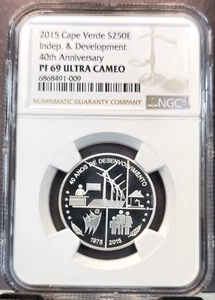 2015 Cape Verde S250E
Indep. & Development
40th Anniversary
PF 69 ULTRA CAMEO
6868491-009
NUMISMATIC GUARANTY COMPANY
NGC
40 ANOS DE DESENVOLVIMENTO
1975 2015